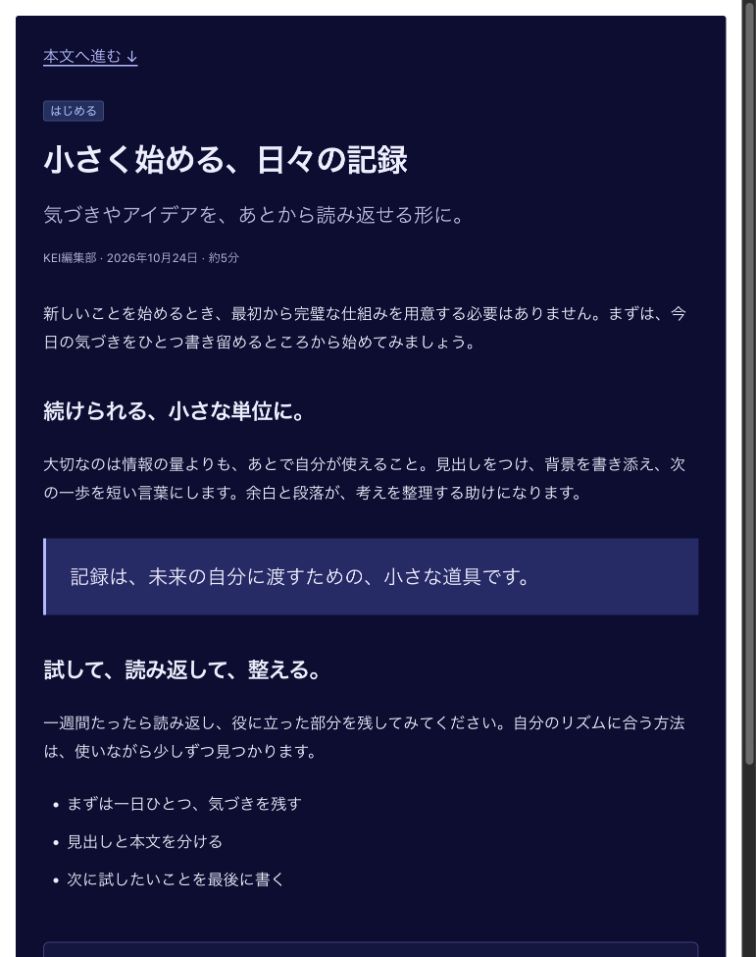 本文へ進む ↓
はじめる
小さく始める、日々の記録
気づきやアイデアを、あとから読み返せる形に。
KEI編集部 · 2026年10月24日 · 約5分
新しいことを始めるとき、最初から完璧な仕組みを用意する必要はありません。まずは、今
日の気づきをひとつ書き留めるところから始めてみましょう。
続けられる、小さな単位に。
大切なのは情報の量よりも、あとで自分が使えること。見出しをつけ、背景を書き添え、次
の一歩を短い言葉にします。余白と段落が、考えを整理する助けになります。
記録は、未来の自分に渡すための、小さな道具です。
試して、読み返して、整える。
一週間たったら読み返し、役に立った部分を残してみてください。自分のリズムに合う方法
は、使いながら少しずつ見つかります。
• まずは一日ひとつ、気づきを残す
• 見出しと本文を分ける
• 次に試したいことを最後に書く